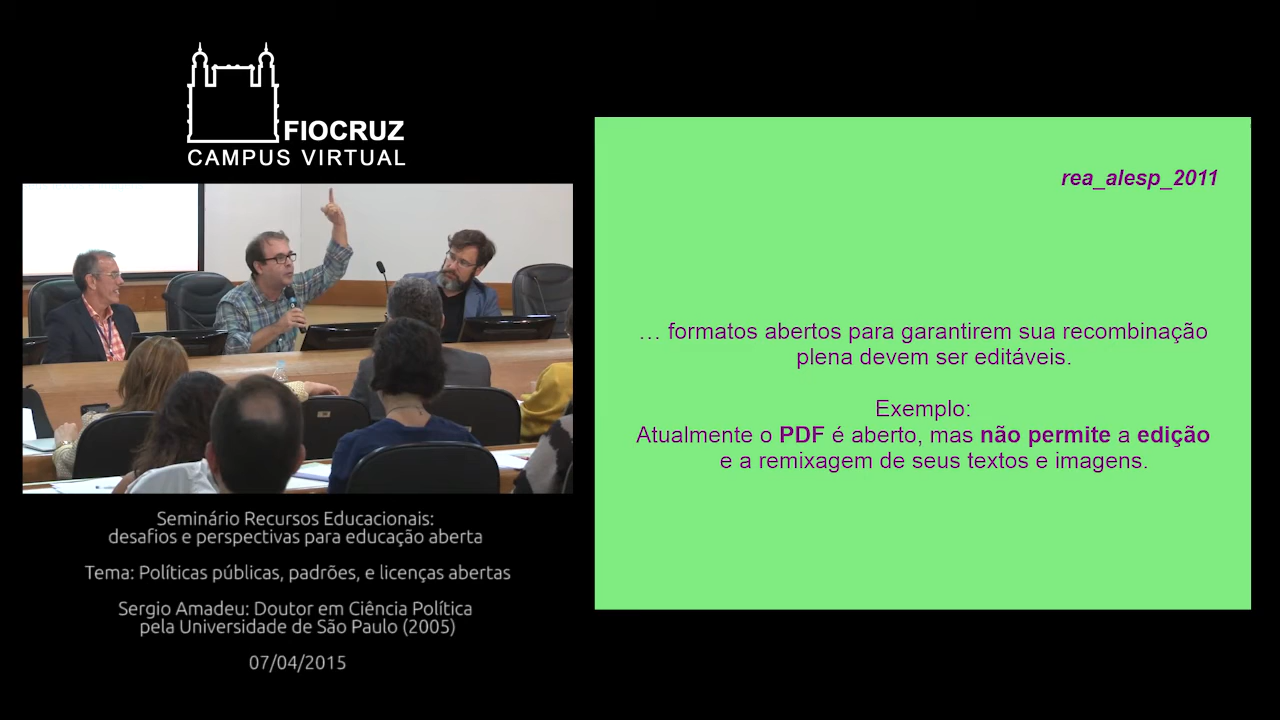 FIOCRUZ
CAMPUS VIRTUAL
Seminário Recursos Educacionais:
desafios e perspectivas para educação aberta
Tema: Políticas públicas, padrões, e licenças abertas
Sergio Amadeu: Doutor em Ciência Política
pela Universidade de São Paulo (2005)
07/04/2015
rea_alesp_2011
… formatos abertos para garantirem sua recombinação
plena devem ser editáveis.
Exemplo:
Atualmente o PDF é aberto, mas não permite a edição
e a remixagem de seus textos e imagens.